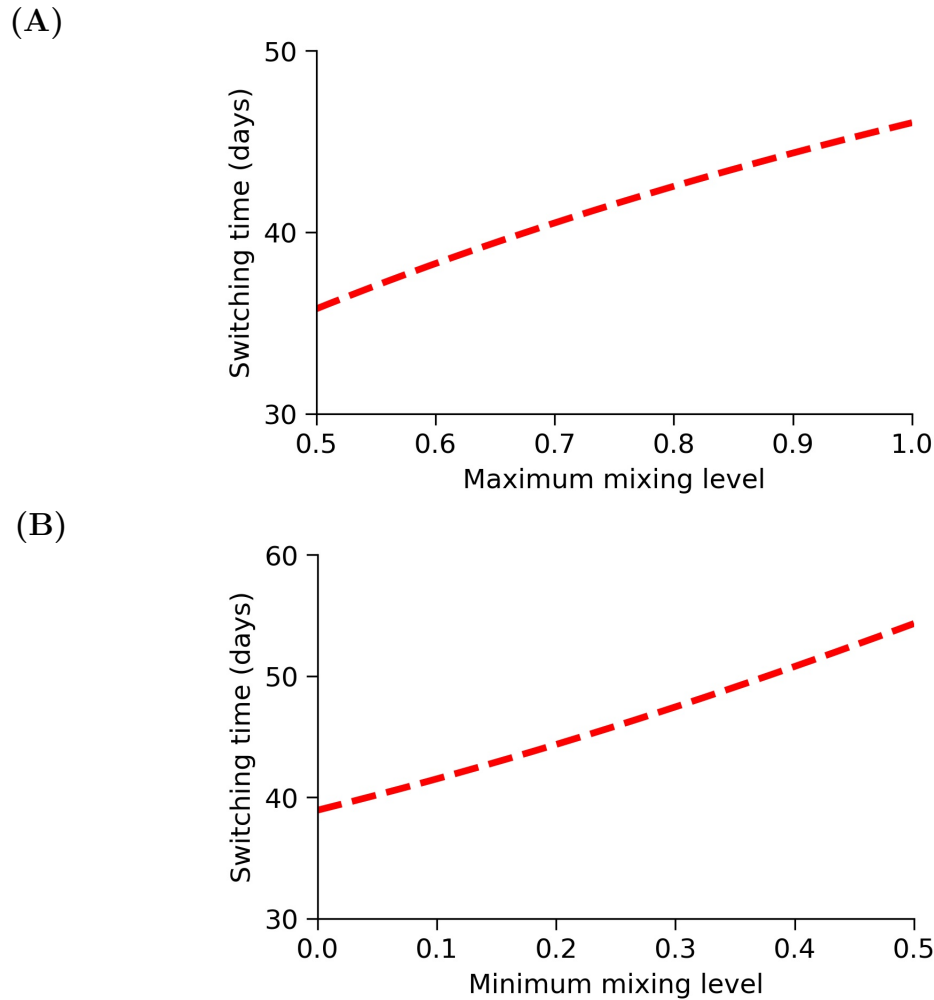 (A)
50
40
30
Switching time (days)
0.5 0.6 0.7 0.8 0.9 1.0
Maximum mixing level
(B)
60
50
40
30
Switching time (days)
0.0 0.1 0.2 0.3 0.4 0.5
Minimum mixing level